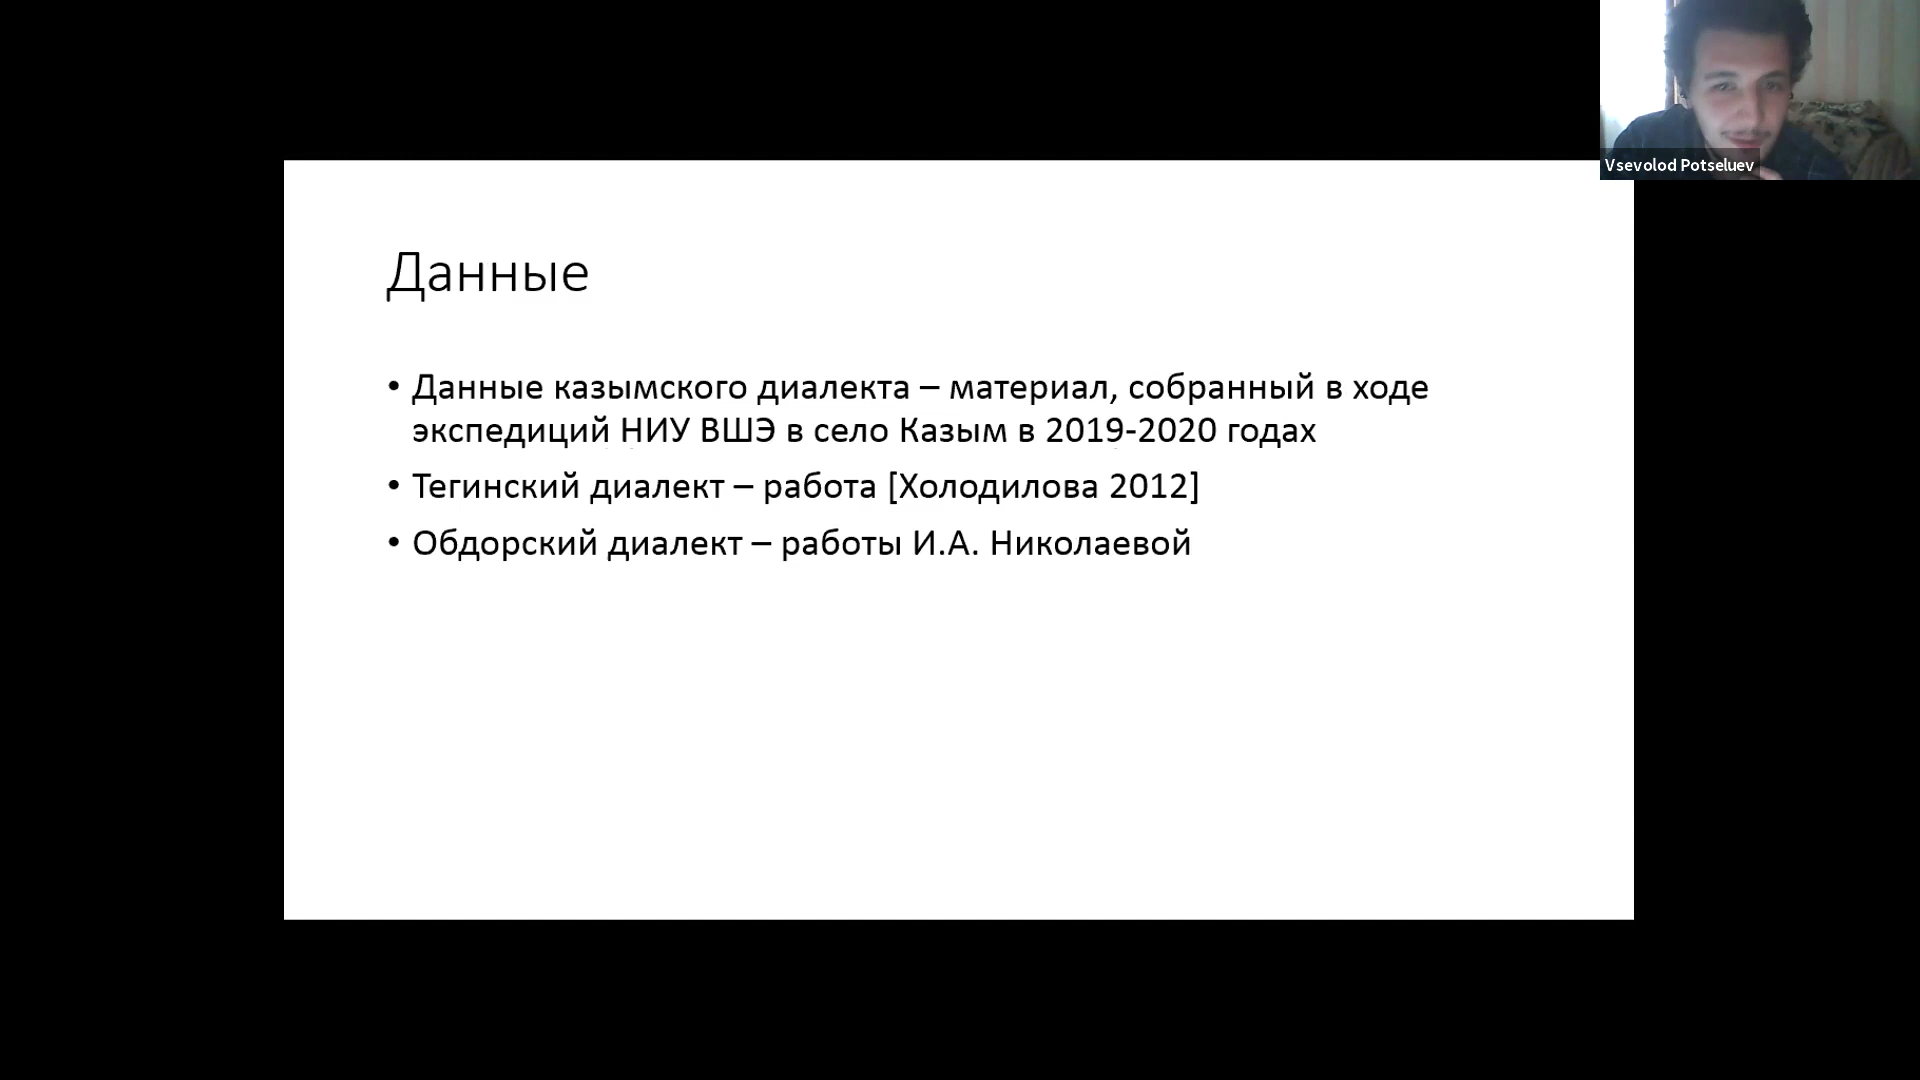 Vsevolod Potseluev
Данные
• Данные казымского диалекта – материал, собранный в ходе
экспедиций НИУ ВШЭ в село Казым в 2019-2020 годах
• Тегинский диалект – работа [Холодилова 2012]
• Обдорский диалект – работы И.А. Николаевой